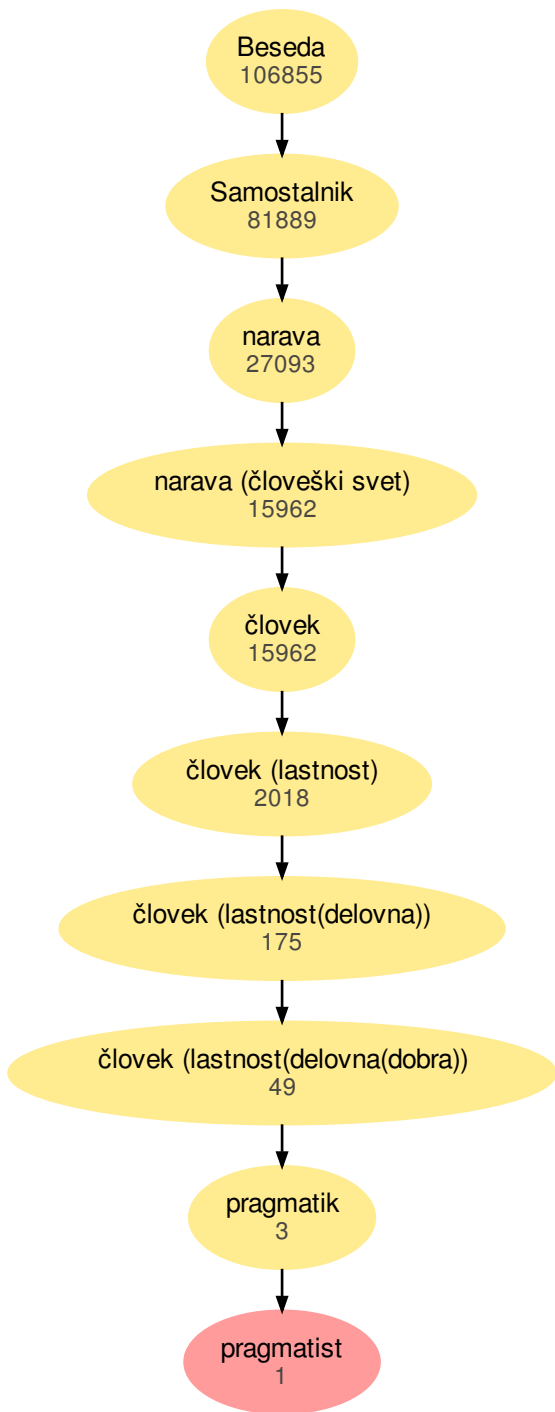 Beseda
106855
Samostalnik
81889
narava
27093
narava (človeški svet)
15962
človek
15962
človek (lastnost)
2018
človek (lastnost(delovna))
175
človek (lastnost(delovna(dobra))
49
pragmatik
3
pragmatist
1